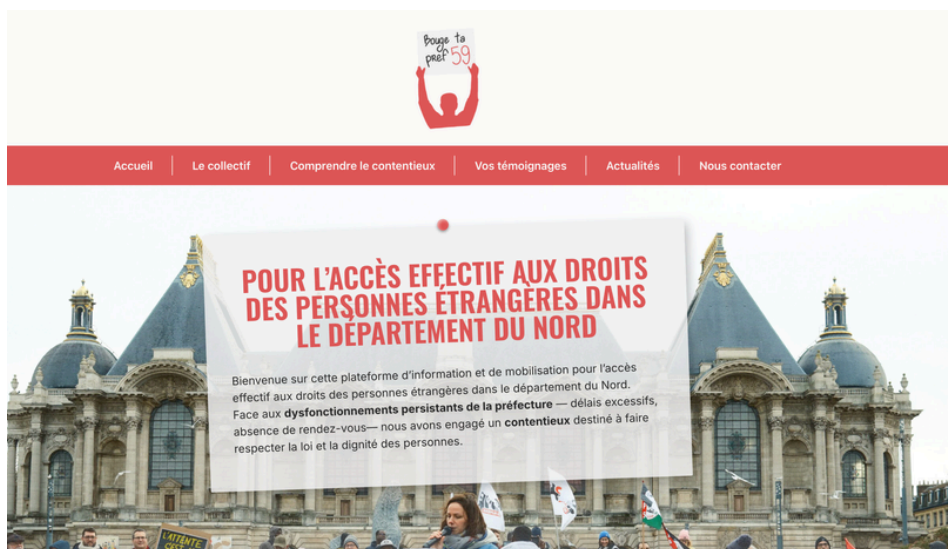 Bouge ta
pref 59
Accueil
Le collectif
Comprendre le contentieux
Vos témoignages
Actualités
Nous contacter
POUR L'ACCÈS EFFECTIF AUX DROITS
DES PERSONNES ÉTRANGÈRES DANS
LE DÉPARTEMENT DU NORD
Bienvenue sur cette plateforme d'information et de mobilisation pour l'accès
effectif aux droits des personnes étrangères dans le département du Nord.
Face aux dysfonctionnements persistants de la préfecture — délais excessifs,
absence de rendez-vous— nous avons engagé un contentieux destiné à faire
respecter la loi et la dignité des personnes.
L'ATTENTE
C'EST